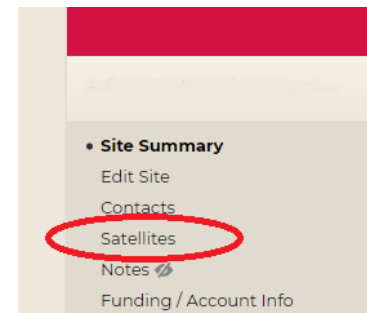 • Site Summary
Edit Site
Contacts
Satellites
Notes
Funding / Account Info